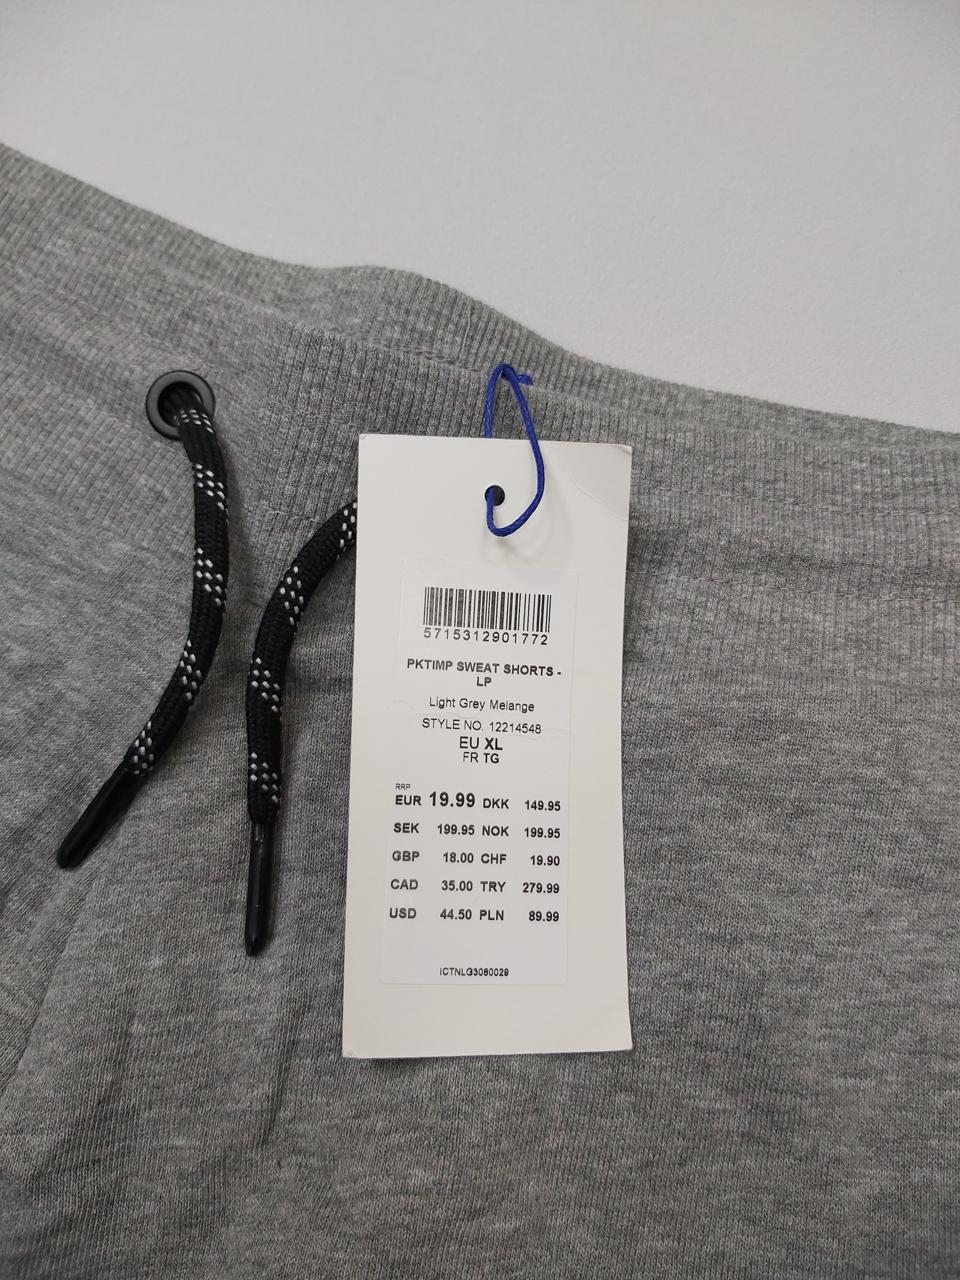 5715312901772
PKTIMP SWEAT SHORTS -
LP
Light Grey Melange
STYLE NO. 12214548
EU XL
FR TG
RRP
EUR 19.99 DKK 149.95
SEK 199.95 NOK 199.95
GBP 18.00 CHF 19.90
CAD 35.00 TRY 279.99
USD 44.50 PLN 89.99
ICTNLG3080029